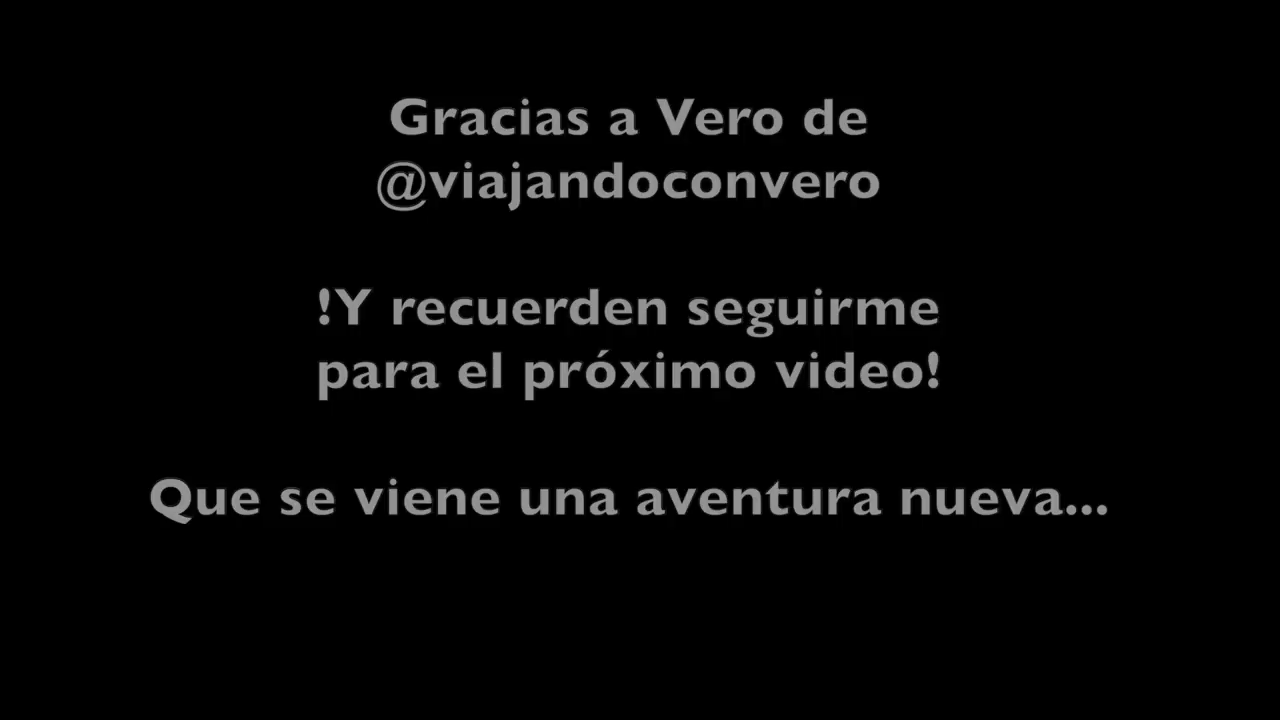 Gracias a Vero de
@viajandoconvero
!Y recuerden seguirme
para el próximo video!
Que se viene una aventura nueva...